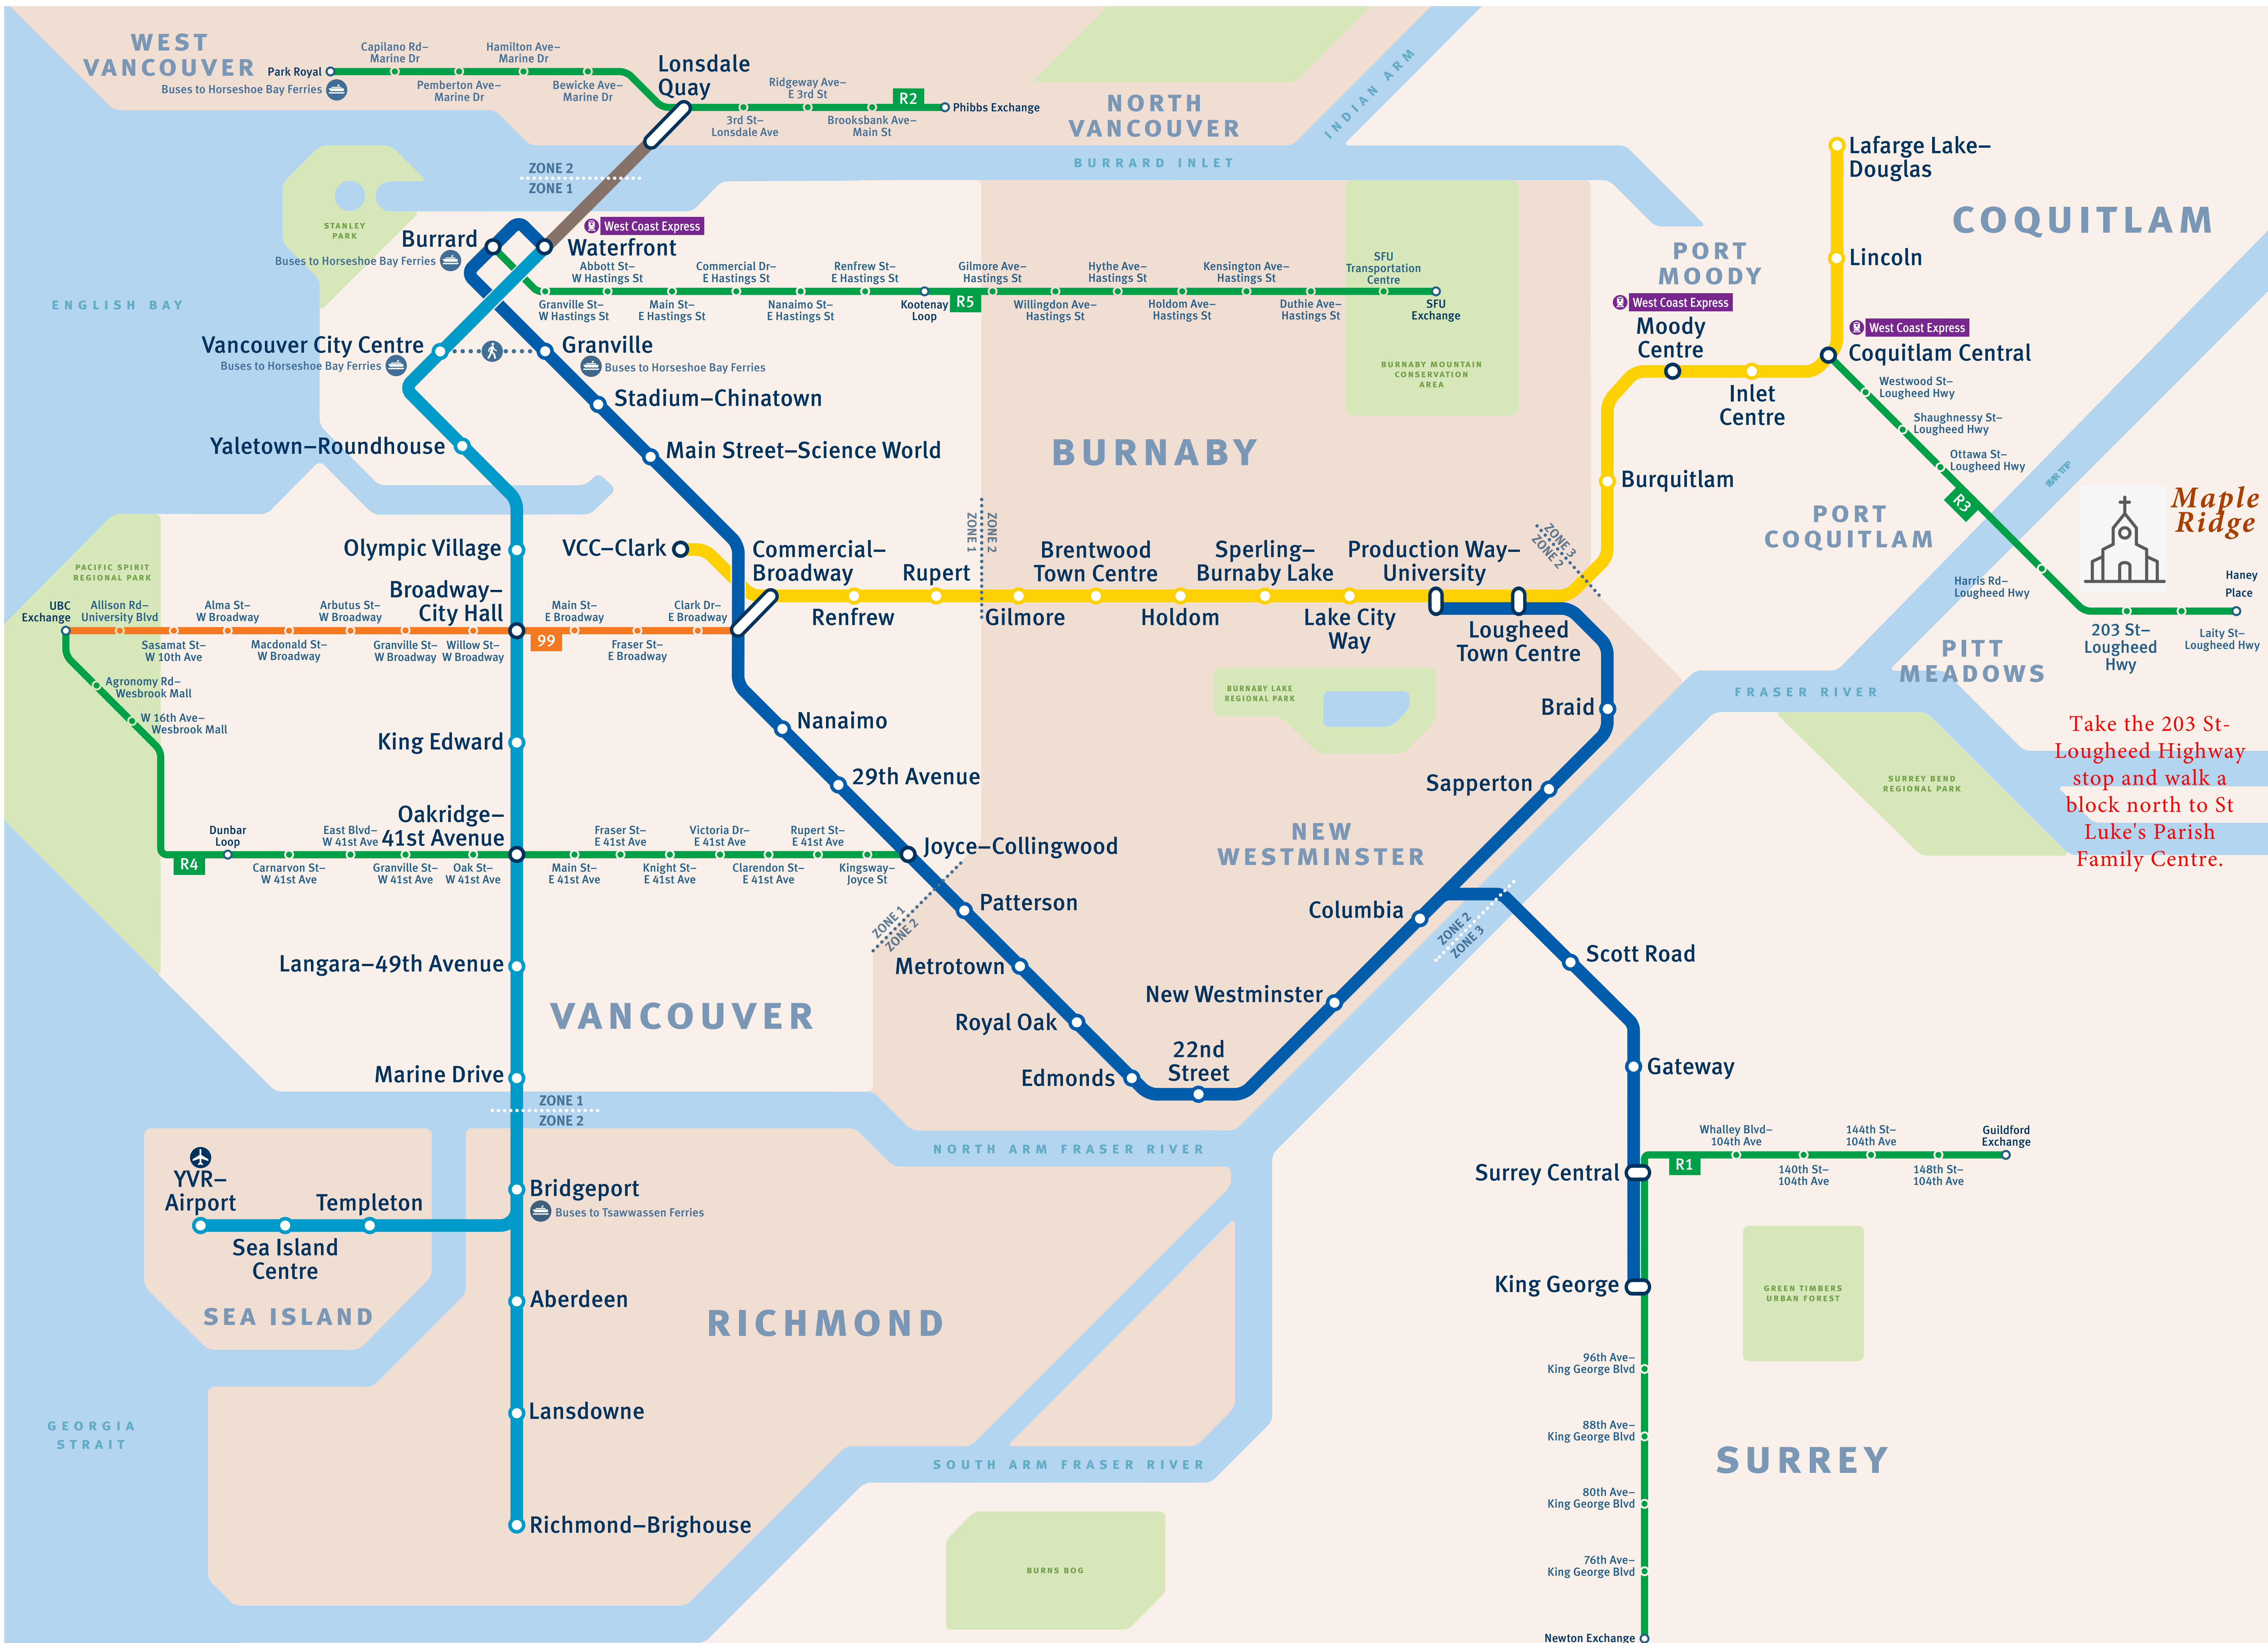 WEST
VANCOUVER
Park Royal
Buses to Horseshoe Bay Ferries
Capilano Rd–
Marine Dr
Pemberton Ave–
Marine Dr
Hamilton Ave–
Marine Dr
Bewicke Ave–
Marine Dr
Lonsdale
Quay
3rd St–
Lonsdale Ave
Ridgeway Ave–
E 3rd St
Brooksbank Ave–
Main St
R2
Phibbs Exchange
NORTH
VANCOUVER
INDIAN ARM
BURRARD INLET
ZONE 2
ZONE 1
STANLEY
PARK
ENGLISH BAY
Burrard
Buses to Horseshoe Bay Ferries
West Coast Express
Waterfront
Abbott St–
W Hastings St
Commercial Dr–
E Hastings St
Renfrew St–
E Hastings St
Gilmore Ave–
Hastings St
Hythe Ave–
Hastings St
Kensington Ave–
Hastings St
SFU
Transportation
Centre
Granville St–
W Hastings St
Main St–
E Hastings St
Nanaimo St–
E Hastings St
Kootenay
Loop
R5
Willingdon Ave–
Hastings St
Holdom Ave–
Hastings St
Duthie Ave–
Hastings St
SFU
Exchange
BURNABY MOUNTAIN
CONSERVATION
AREA
Vancouver City Centre
Buses to Horseshoe Bay Ferries
Granville
Buses to Horseshoe Bay Ferries
Stadium–Chinatown
Main Street–Science World
Yaletown–Roundhouse
BURNABY
Lafarge Lake–
Douglas
Lincoln
COQUITLAM
PORT
MOODY
West Coast Express
Moody
Centre
Inlet
Centre
West Coast Express
Coquitlam Central
Westwood St–
Lougheed Hwy
Shaughnessy St–
Lougheed Hwy
Ottawa St–
Lougheed Hwy
R3
Burquitlam
PORT
COQUITLAM
Maple
Ridge
Harris Rd–
Lougheed Hwy
203 St–
Lougheed
Hwy
Laity St–
Lougheed Hwy
Haney
Place
PITT
MEADOWS
Take the 203 St-
Lougheed Highway
stop and walk a
block north to St
Luke's Parish
Family Centre.
Olympic Village
VCC–Clark
Commercial–
Broadway
Renfrew
Rupert
ZONE 1
ZONE 2
Gilmore
Brentwood
Town Centre
Holdom
Sperling–
Burnaby Lake
Lake City
Way
Production Way–
University
Lougheed
Town Centre
ZONE 3
ZONE 2
PACIFIC SPIRIT
REGIONAL PARK
UBC
Exchange
Allison Rd–
University Blvd
Sasamat St–
W 10th Ave
Alma St–
W Broadway
Macdonald St–
W Broadway
Arbutus St–
W Broadway
Granville St–
W Broadway
Willow St–
W Broadway
Broadway–
City Hall
99
Main St–
E Broadway
Fraser St–
E Broadway
Clark Dr–
E Broadway
Agronomy Rd–
Wesbrook Mall
W 16th Ave–
Wesbrook Mall
King Edward
Nanaimo
29th Avenue
BURNABY LAKE
REGIONAL PARK
Braid
Sapperton
FRASER RIVER
SURREY BEND
REGIONAL PARK
R4
Dunbar
Loop
Carnarvon St–
W 41st Ave
East Blvd–
W 41st Ave
Granville St–
W 41st Ave
Oak St–
W 41st Ave
Oakridge–
41st Avenue
Main St–
E 41st Ave
Fraser St–
E 41st Ave
Knight St–
E 41st Ave
Victoria Dr–
E 41st Ave
Clarendon St–
E 41st Ave
Rupert St–
E 41st Ave
Kingsway–
Joyce St
Joyce–Collingwood
ZONE 1
ZONE 2
Patterson
Metrotown
Royal Oak
Edmonds
22nd
Street
New Westminster
Columbia
NEW
WESTMINSTER
ZONE 2
ZONE 3
Scott Road
Gateway
Langara–49th Avenue
VANCOUVER
Marine Drive
ZONE 1
ZONE 2
NORTH ARM FRASER RIVER
YVR–
Airport
Sea Island
Centre
Templeton
SEA ISLAND
Bridgeport
Buses to Tsawwassen Ferries
Aberdeen
RICHMOND
Lansdowne
Richmond–Brighouse
GEORGIA
STRAIT
SOUTH ARM FRASER RIVER
BURNS BOG
Surrey Central
R1
Whalley Blvd–
104th Ave
140th St–
104th Ave
144th St–
104th Ave
148th St–
104th Ave
Guildford
Exchange
King George
GREEN TIMBERS
URBAN FOREST
96th Ave–
King George Blvd
88th Ave–
King George Blvd
SURREY
80th Ave–
King George Blvd
76th Ave–
King George Blvd
Newton Exchange